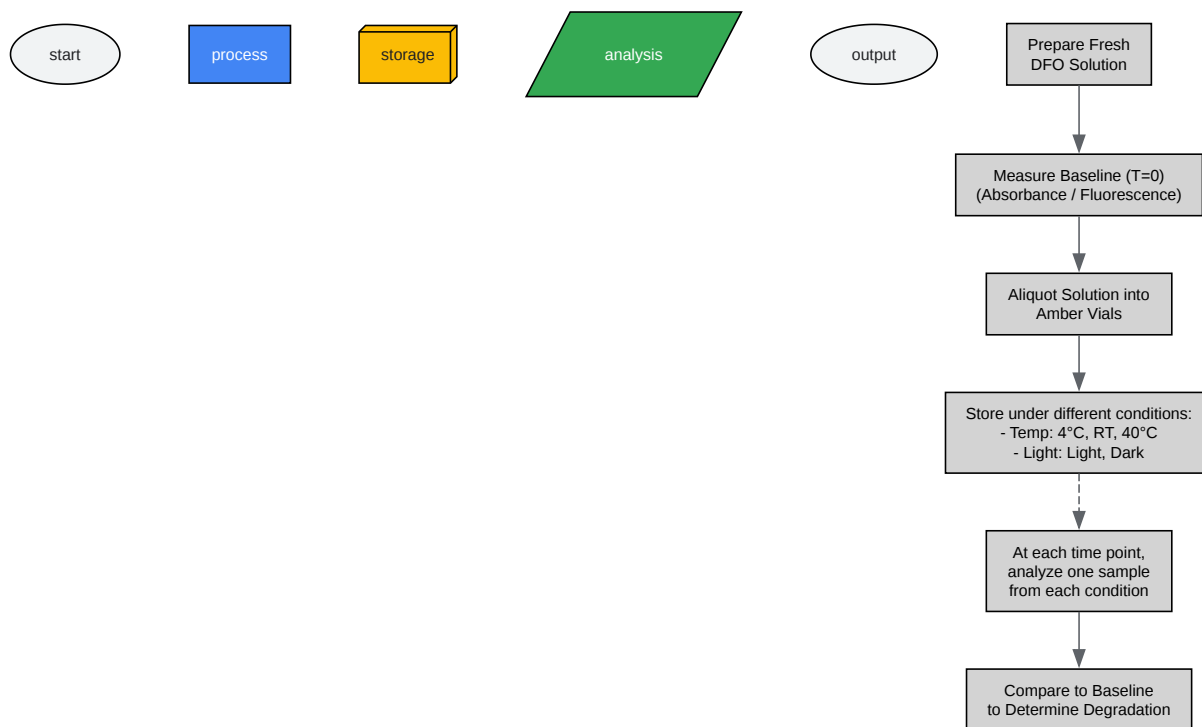 start
process
storage
analysis
output
Prepare Fresh
DFO Solution
Measure Baseline (T=0)
(Absorbance / Fluorescence)
Aliquot Solution into
Amber Vials
Store under different conditions:
- Temp: 4°C, RT, 40°C
- Light: Light, Dark
At each time point,
analyze one sample
from each condition
Compare to Baseline
to Determine Degradation